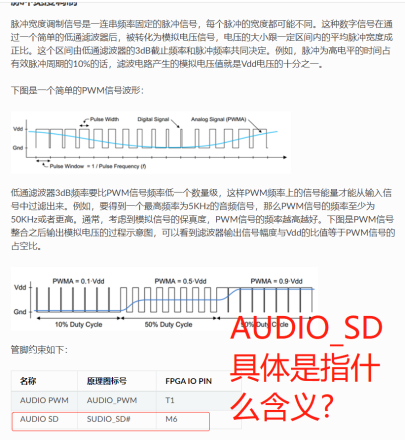 脉冲宽度调制信号是一连串频率固定的脉冲信号，每个脉冲的宽度都可能不同。这种数字信号在通
过一个简单的低通滤波器后，被转化为模拟电压信号，电压的大小跟一定区间内的平均脉冲宽度成
正比。这个区间由低通滤波器的3dB截止频率和脉冲频率共同决定。例如，脉冲为高电平的时间占
有效脉冲周期的10%的话，滤波电路产生的模拟电压值就是Vdd电压的十分之一。
下图是一个简单的PWM信号波形：
Pulse Width
Digital Signal
Analog Signal (PWMA)
Vdd
Gnd
Pulse Window = 1 / Pulse Frequency (f)
低通滤波器3dB频率要比PWM信号频率低一个数量级，这样PWM频率上的信号能量才能从输入信
号中过滤出来。例如，要得到一个最高频率为5KHz的音频信号，那么PWM信号的频率至少为
50KHz或者更高。通常，考虑到模拟信号的保真度，PWM信号的频率越高越好。下图是PWM信号
整合之后输出模拟电压的过程示意图，可以看到滤波器输出信号幅度与Vdd的比值等于PWM信号的
占空比。
PWMA = 0.1·Vdd
PWMA = 0.5·Vdd
PWMA = 0.9·Vdd
Vdd
Gnd
10% Duty Cycle
50% Duty Cycle
Duty Cycle
AUDIO_SD
具体是指什
么含义？
管脚约束如下：
名称 原理图标号 FPGA IO PIN
AUDIO PWM AUDIO_PWM T1
AUDIO SD SUDIO_SD# M6